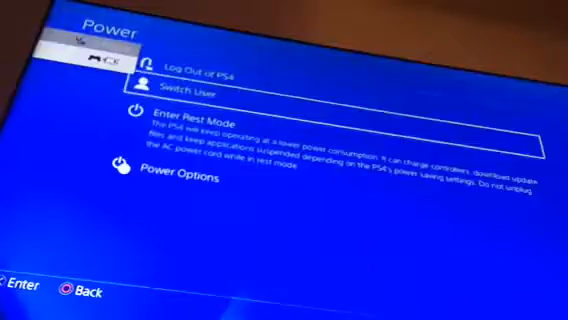 Power
Log Out of PS4
Switch User
Enter Rest Mode
The PS4 will keep operating at a lower power consumption. It can charge controllers, download update
files and keep applications suspended depending on the PS4's power saving settings. Do not unplug
the AC power cord while in rest mode.
Power Options
Enter
Back